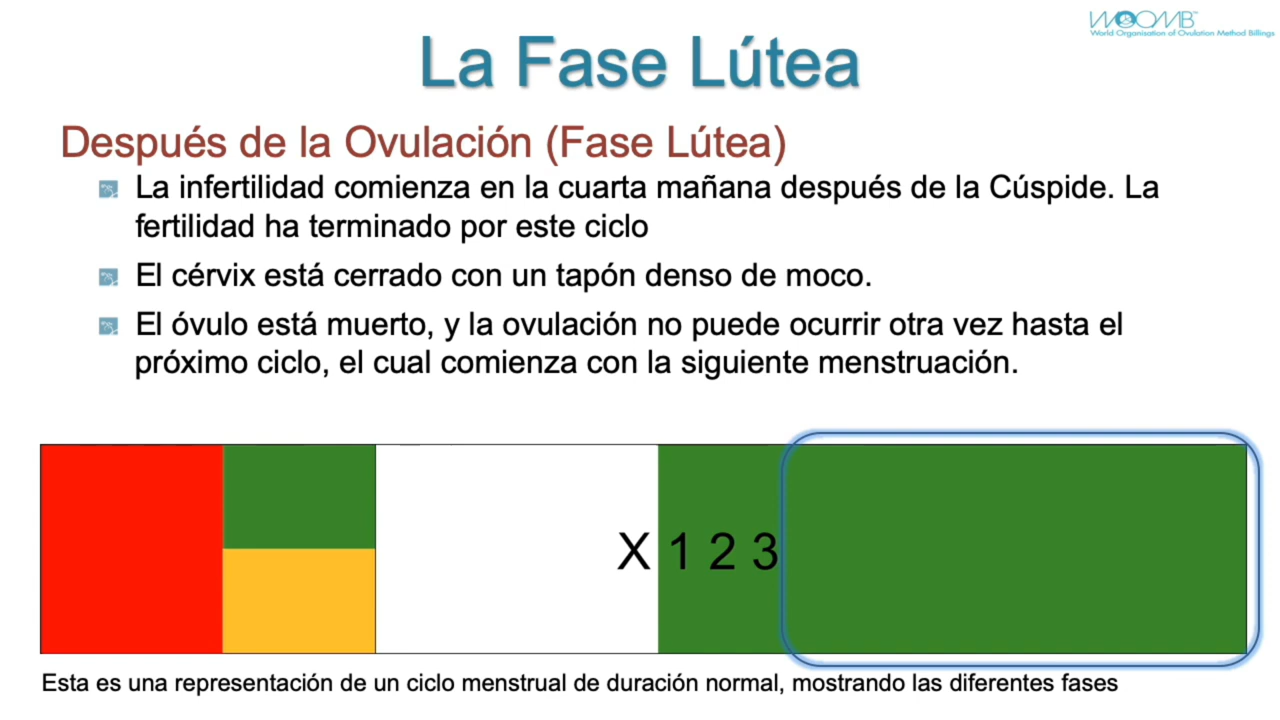 WOOMB™
World Organisation of Ovulation Method Billings
La Fase Lútea
Después de la Ovulación (Fase Lútea)
La infertilidad comienza en la cuarta mañana después de la Cúspide. La
fertilidad ha terminado por este ciclo
El cérvix está cerrado con un tapón denso de moco.
El óvulo está muerto, y la ovulación no puede ocurrir otra vez hasta el
próximo ciclo, el cual comienza con la siguiente menstruación.
X 1 2 3
Esta es una representación de un ciclo menstrual de duración normal, mostrando las diferentes fases